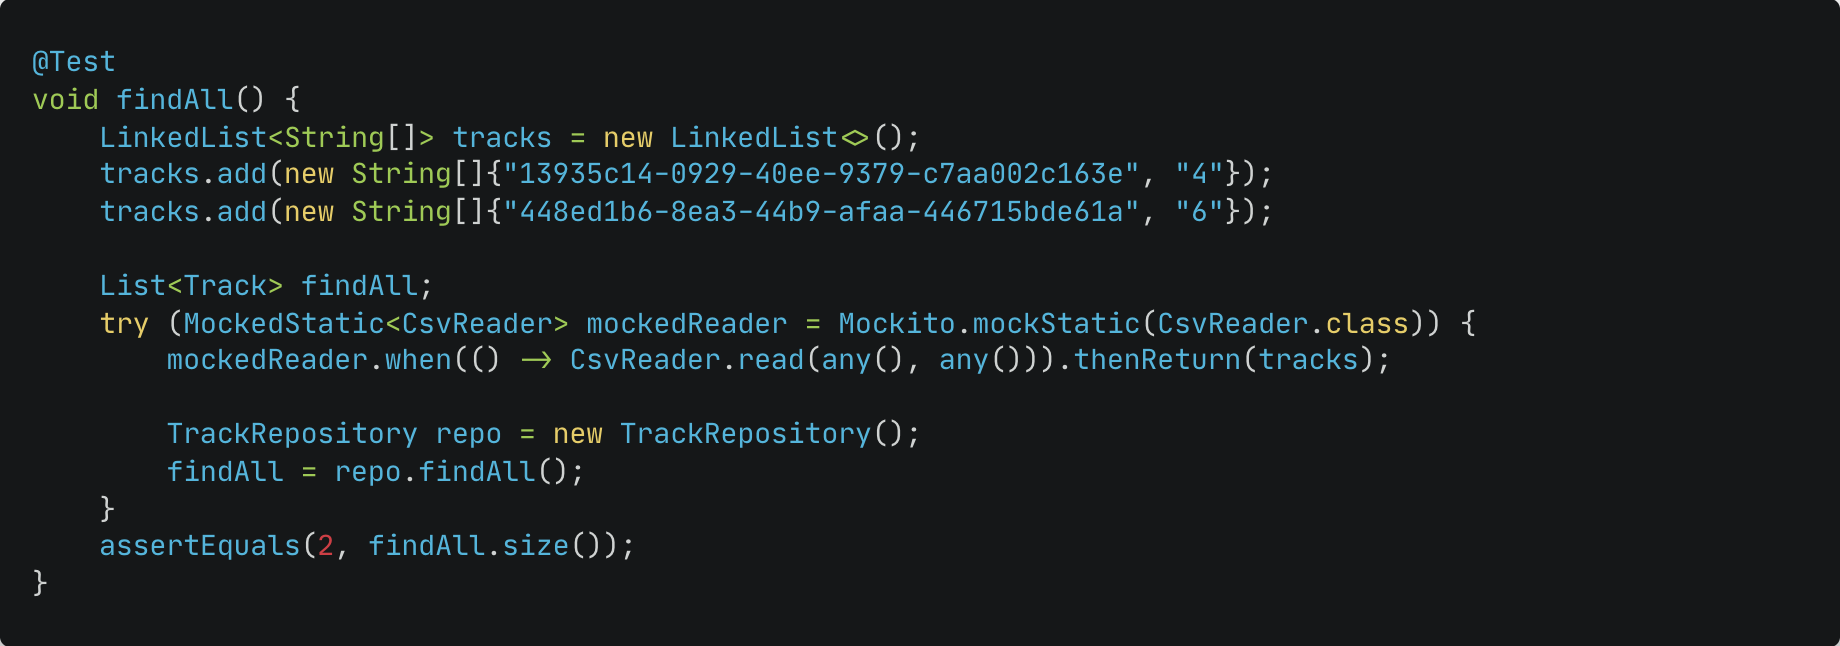 @Test
void findAll() {
    LinkedList<String[]> tracks = new LinkedList<>();
    tracks.add(new String[]{"13935c14-0929-40ee-9379-c7aa002c163e", "4"});
    tracks.add(new String[]{"448ed1b6-8ea3-44b9-afaa-446715bde61a", "6"});

    List<Track> findAll;
    try (MockedStatic<CsvReader> mockedReader = Mockito.mockStatic(CsvReader.class)) {
        mockedReader.when(() -> CsvReader.read(any(), any())).thenReturn(tracks);

        TrackRepository repo = new TrackRepository();
        findAll = repo.findAll();
    }
    assertEquals(2, findAll.size());
}